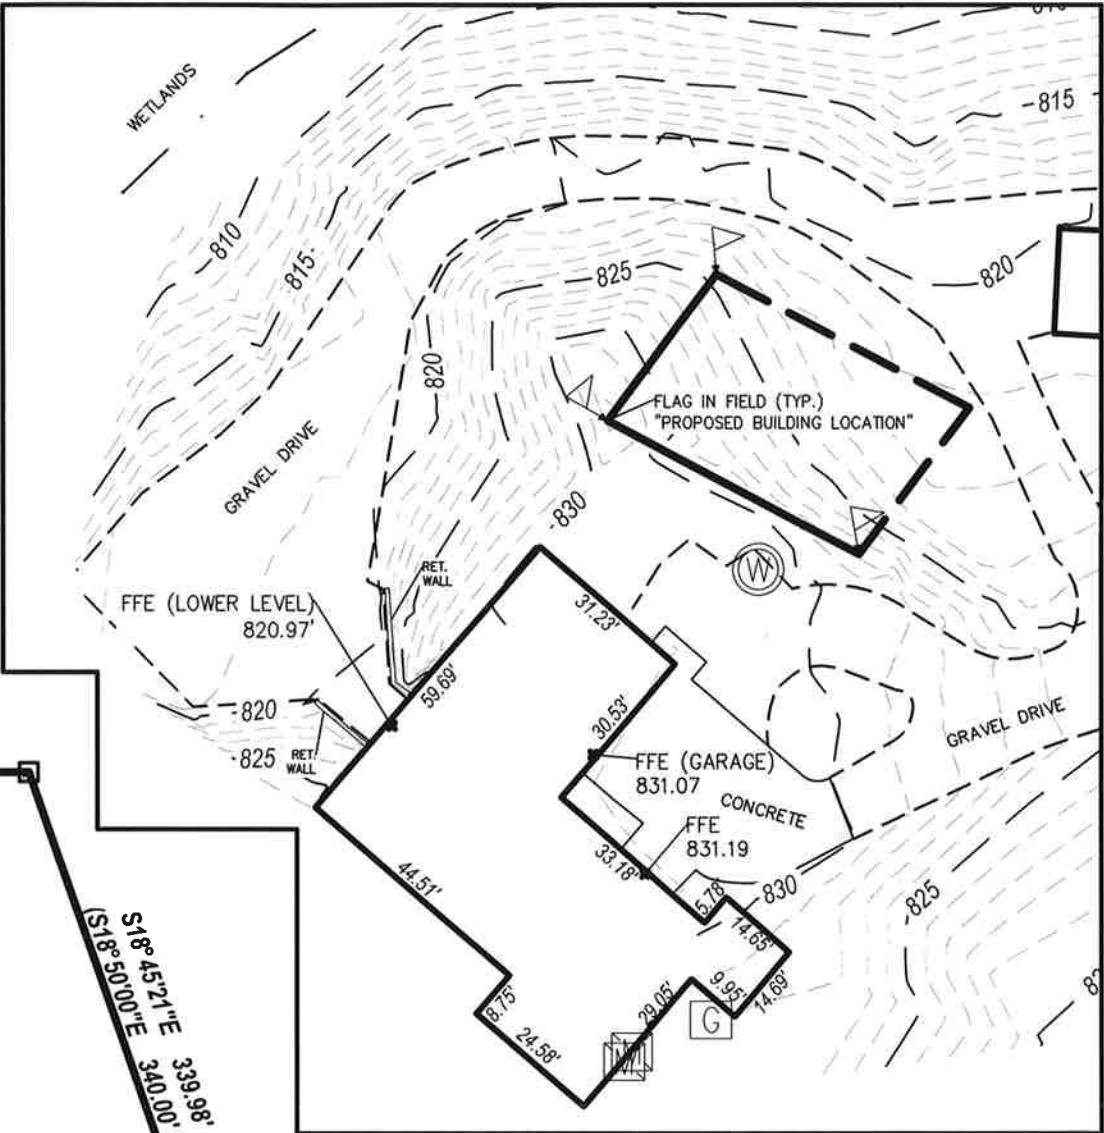 WETLANDS
-815
810
815
825
820
820
FLAG IN FIELD (TYP.)
"PROPOSED BUILDING LOCATION"
GRAVEL DRIVE
830
W
RET.
WALL
FFE (LOWER LEVEL)
820.97'
31.23'
59.69'
30.53'
820
825
RET.
WALL
GRAVEL DRIVE
FFE (GARAGE)
831.07
CONCRETE
FFE
831.19
33.18'
44.51'
5.78'
830
825
14.65'
9.95'
14.69'
8.75'
29.05'
G
24.58'
S18°45'21"E 339.98'
(S18°50'00"E 340.00'